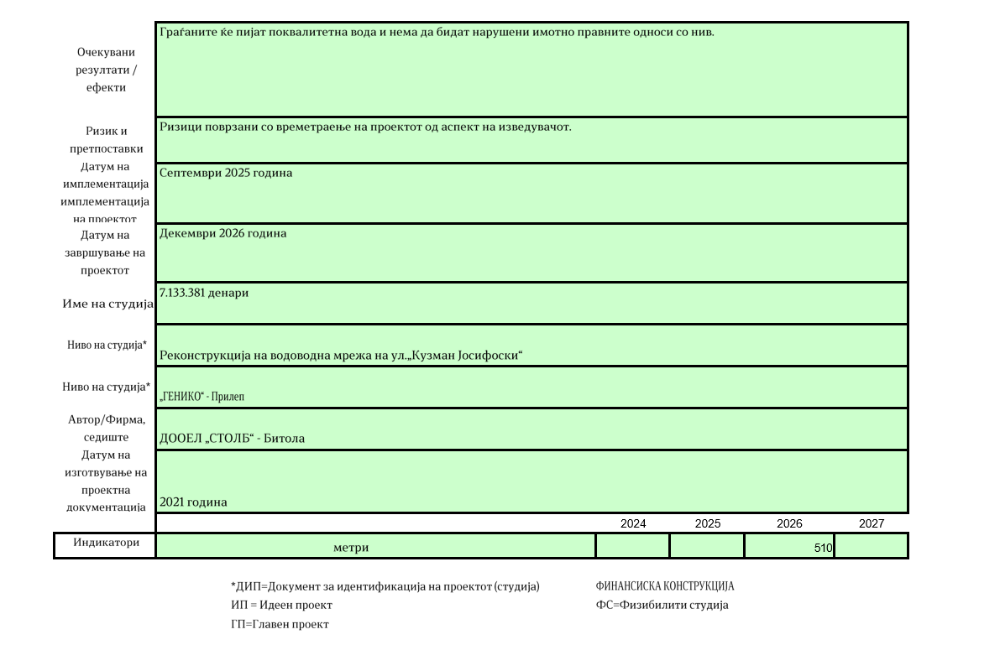 Граѓаните ќе пијат поквалитетна вода и нема да бидат нарушени имотно правните односи со нив.
Очекувани
резултати /
ефекти
Ризици поврзани со времетраење на проектот од аспект на изведувачот.
Ризик и
претпоставки
Септември 2025 година
Датум на
имплементација
имплементација
на проектот
Декември 2026 година
Датум на
завршување на
проектот
7.133.381 денари
Име на студија
Ниво на студија*
Реконструкција на водоводна мрежа на ул.„Кузман Јосифоски“
Ниво на студија*
„ГЕНИКО“ - Прилеп
Автор/Фирма,
седиште
ДООЕЛ „СТОЛБ“ - Битола
Датум на
изготвување на
проектна
документација
2021 година
2024 2025 2026 2027
Индикатори метри 510
*ДИП=Документ за идентификација на проектот (студија) ФИНАНСИСКА КОНСТРУКЦИЈА
ИП = Идеен проект ФС=Физибилити студија
ГП=Главен проект